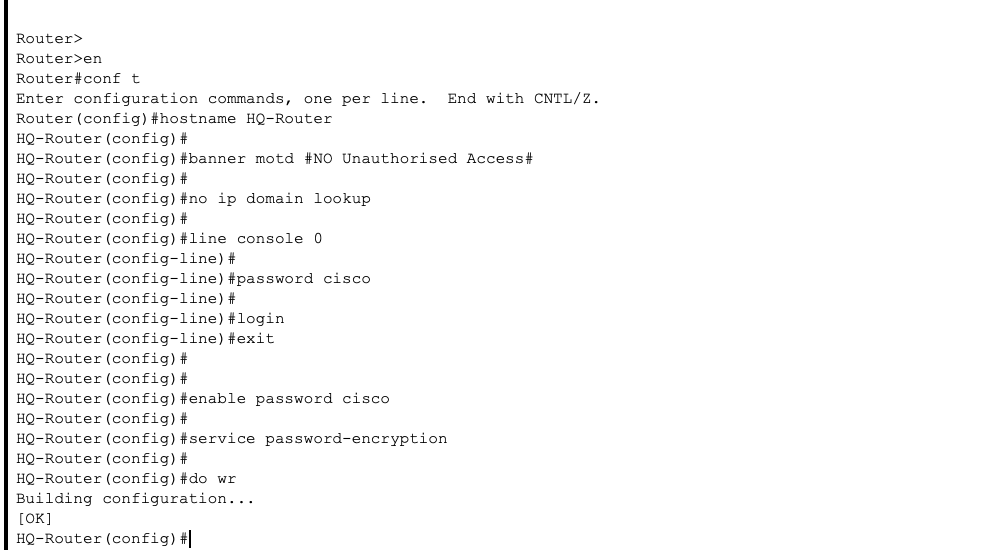 Router>
Router>en
Router#conf t
Enter configuration commands, one per line.  End with CNTL/Z.
Router(config)#hostname HQ-Router
HQ-Router(config)#
HQ-Router(config)#banner motd #NO Unauthorised Access#
HQ-Router(config)#
HQ-Router(config)#no ip domain lookup
HQ-Router(config)#
HQ-Router(config)#line console 0
HQ-Router(config-line)#
HQ-Router(config-line)#password cisco
HQ-Router(config-line)#
HQ-Router(config-line)#login
HQ-Router(config-line)#exit
HQ-Router(config)#
HQ-Router(config)#
HQ-Router(config)#enable password cisco
HQ-Router(config)#
HQ-Router(config)#service password-encryption
HQ-Router(config)#
HQ-Router(config)#do wr
Building configuration...
[OK]
HQ-Router(config)#